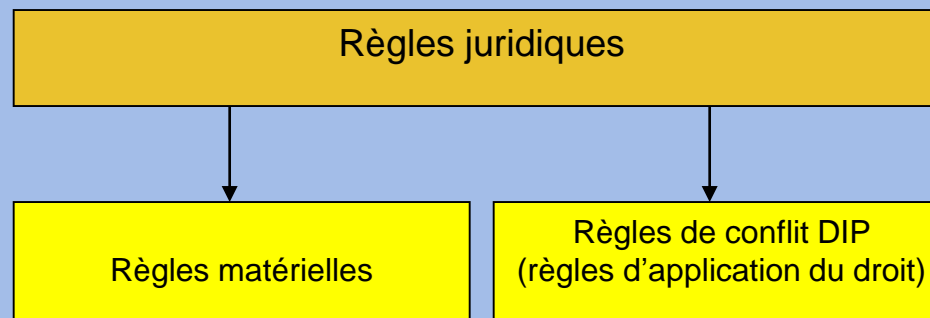 Règles juridiques
Règles matérielles
Règles de conflit DIP
(règles d’application du droit)